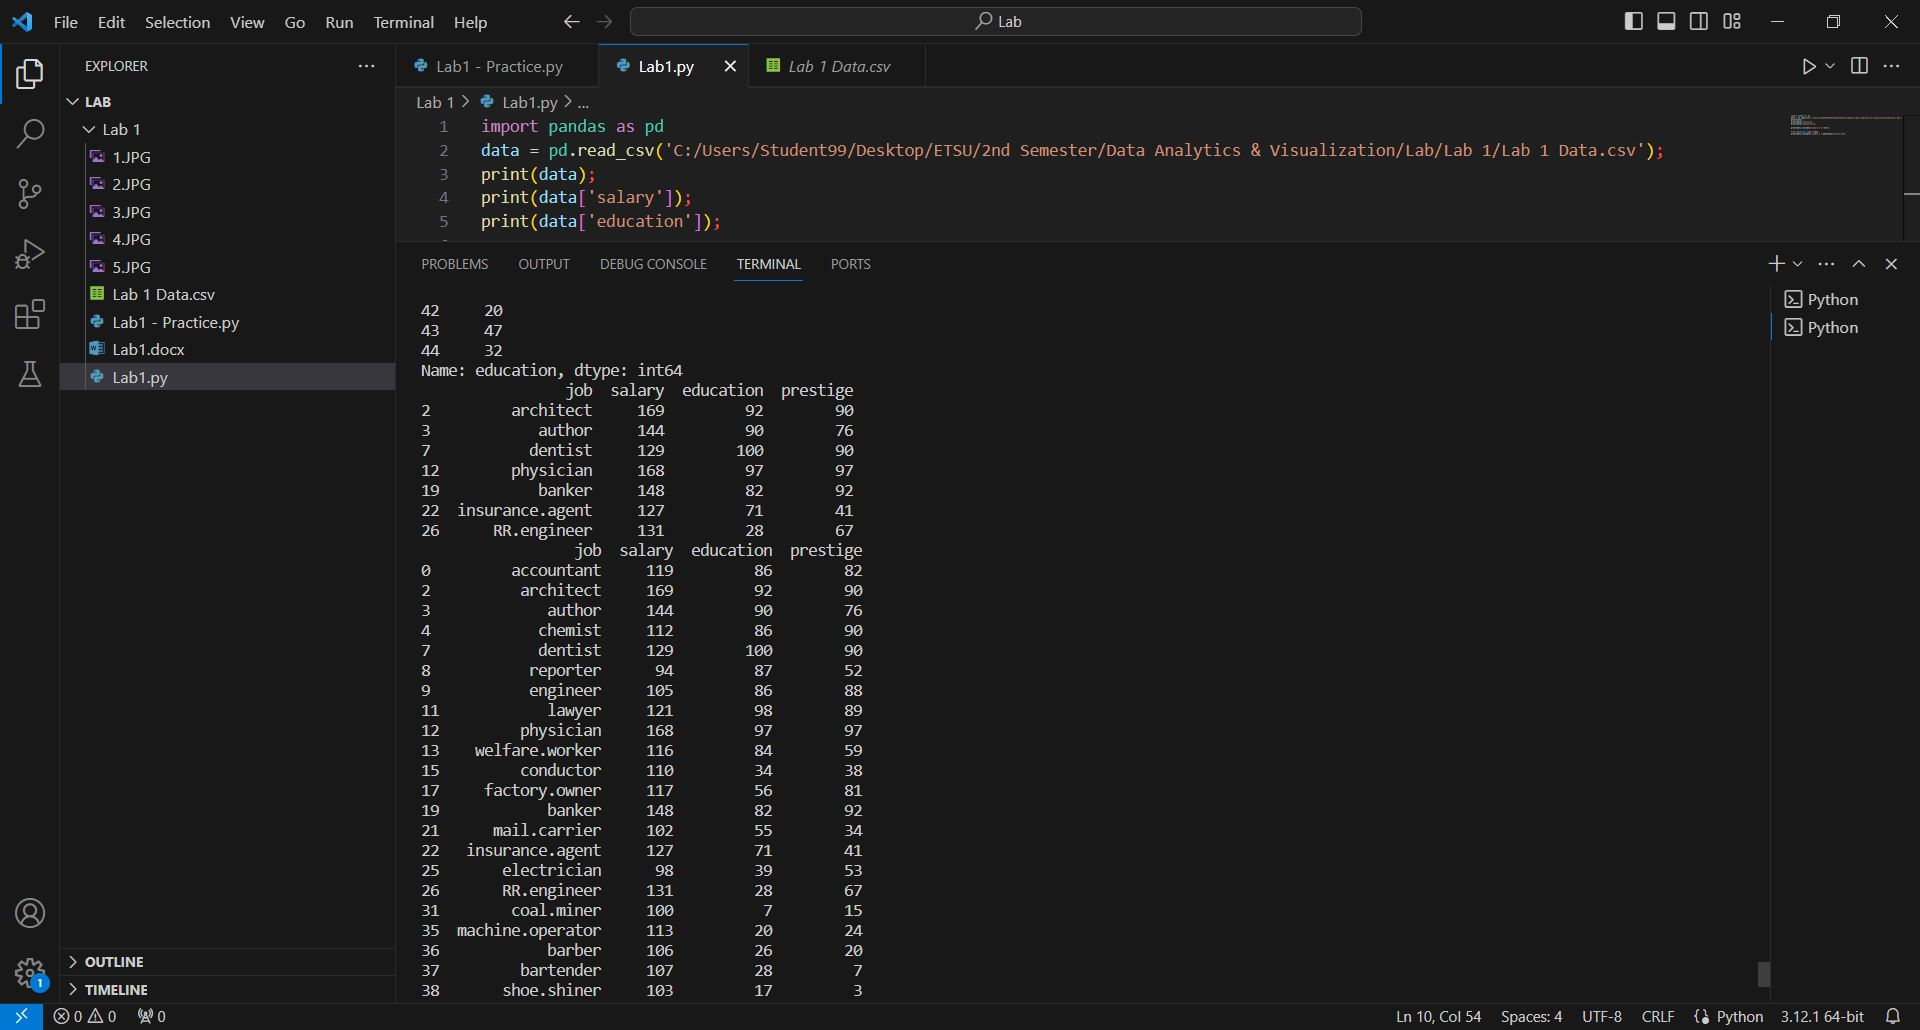 File Edit Selection View Go Run Terminal Help
Lab
EXPLORER
LAB
Lab 1
1.JPG
2.JPG
3.JPG
4.JPG
5.JPG
Lab 1 Data.csv
Lab1 - Practice.py
Lab1.docx
Lab1.py
OUTLINE
TIMELINE
Lab1 - Practice.py Lab1.py Lab 1 Data.csv
Lab 1 > Lab1.py > ...
1 import pandas as pd
2 data = pd.read_csv('C:/Users/Student99/Desktop/ETSU/2nd Semester/Data Analytics & Visualization/Lab/Lab 1/Lab 1 Data.csv');
3 print(data);
4 print(data['salary']);
5 print(data['education']);
PROBLEMS OUTPUT DEBUG CONSOLE TERMINAL PORTS
42 20
43 47
44 32
Name: education, dtype: int64
job salary education prestige
2 architect 169 92 90
3 author 144 90 76
7 dentist 129 100 90
12 physician 168 97 97
19 banker 148 82 92
22 insurance.agent 127 71 41
26 RR.engineer 131 28 67
job salary education prestige
0 accountant 119 86 82
2 architect 169 92 90
3 author 144 90 76
4 chemist 112 86 90
7 dentist 129 100 90
8 reporter 94 87 52
9 engineer 105 86 88
11 lawyer 121 98 89
12 physician 168 97 97
13 welfare.worker 116 84 59
15 conductor 110 34 38
17 factory.owner 117 56 81
19 banker 148 82 92
21 mail.carrier 102 55 34
22 insurance.agent 127 71 41
25 electrician 98 39 53
26 RR.engineer 131 28 67
31 coal.miner 100 7 15
35 machine.operator 113 20 24
36 barber 106 26 20
37 bartender 107 28 7
38 shoe.shiner 103 17 3
Python
Python
1
0 0 0
Ln 10, Col 54 Spaces: 4 UTF-8 CRLF Python 3.12.1 64-bit